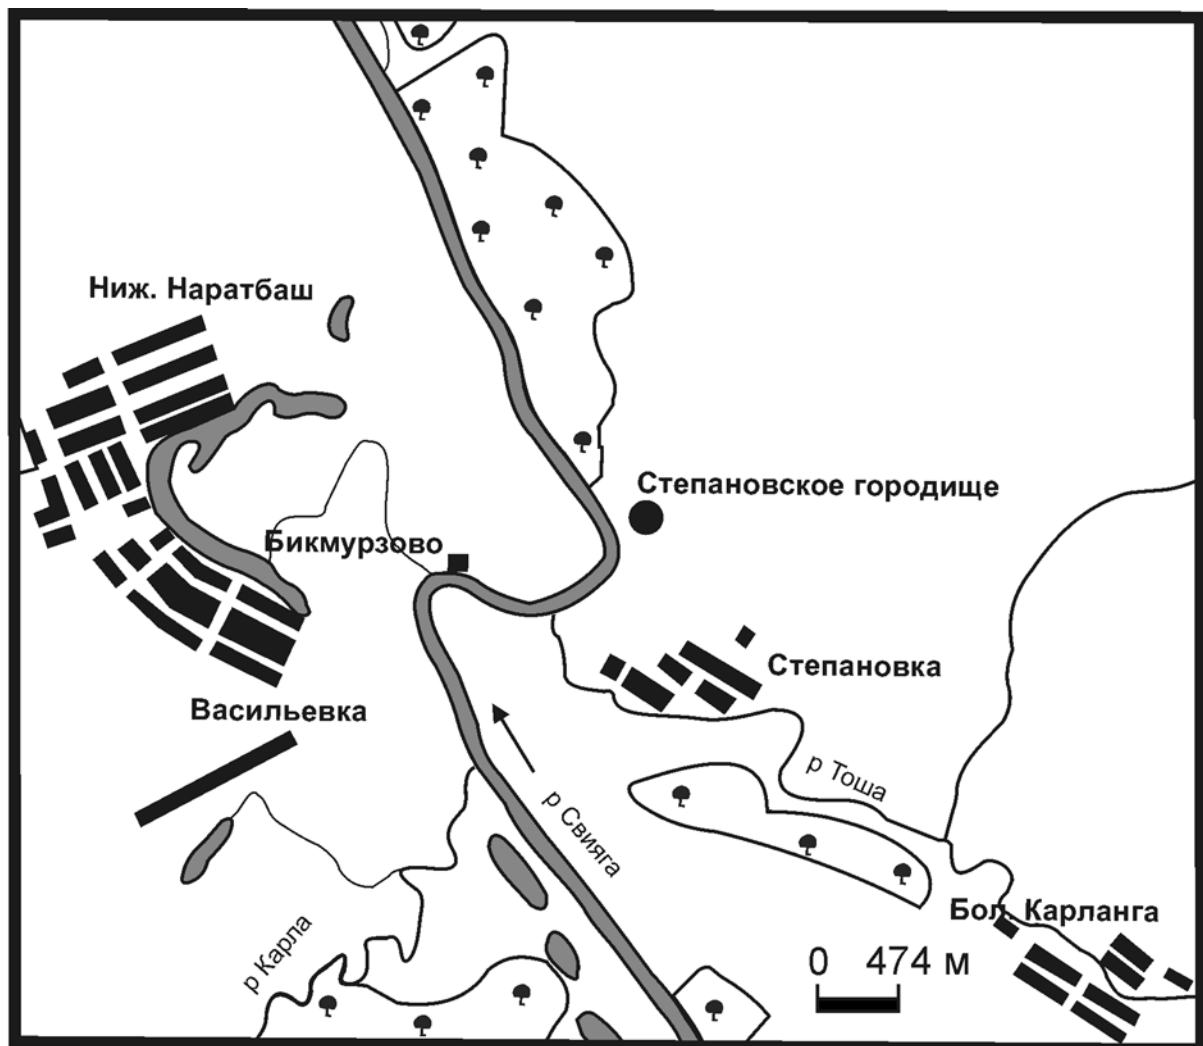 Ниж. Наратбаш
Степановское городище
Бикмурзово
Степановка
Васильевка
р Тоша
р Свияга
Бол. Карланга
р Карла
0 474 м